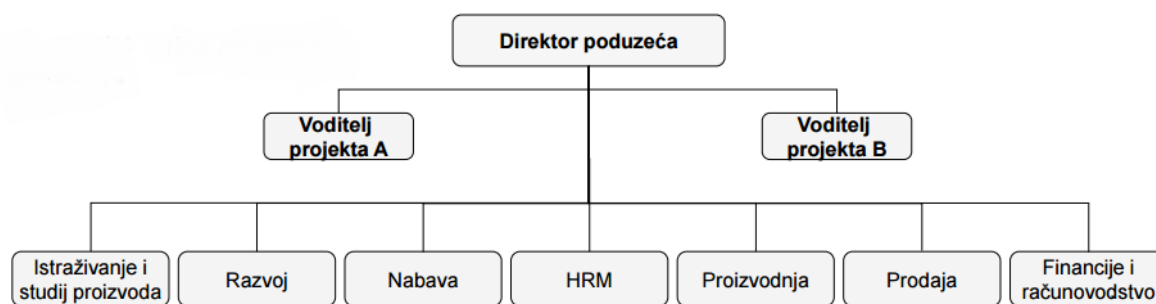 Direktor poduzeća
Voditelj
projekta A
Voditelj
projekta B
Istraživanje i
studij proizvoda
Razvoj
Nabava
HRM
Proizvodnja
Prodaja
Financije i
računovodstvo